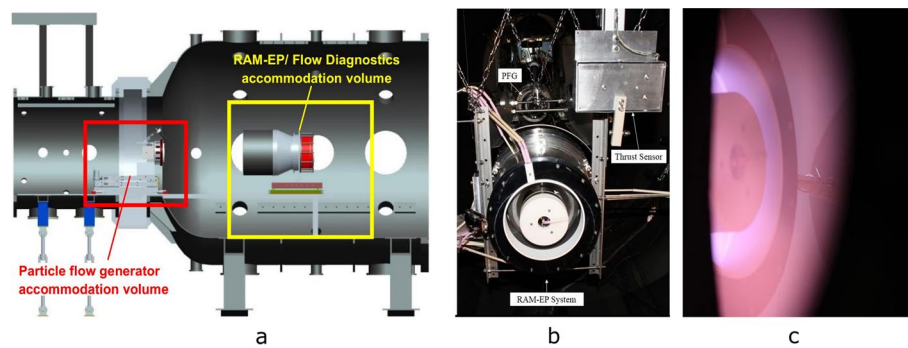 RAM-EP/ Flow Diagnostics
accommodation volume
Particle flow generator
accommodation volume
PFG
Thrust Sensor
RAM-EP System
a
b
c